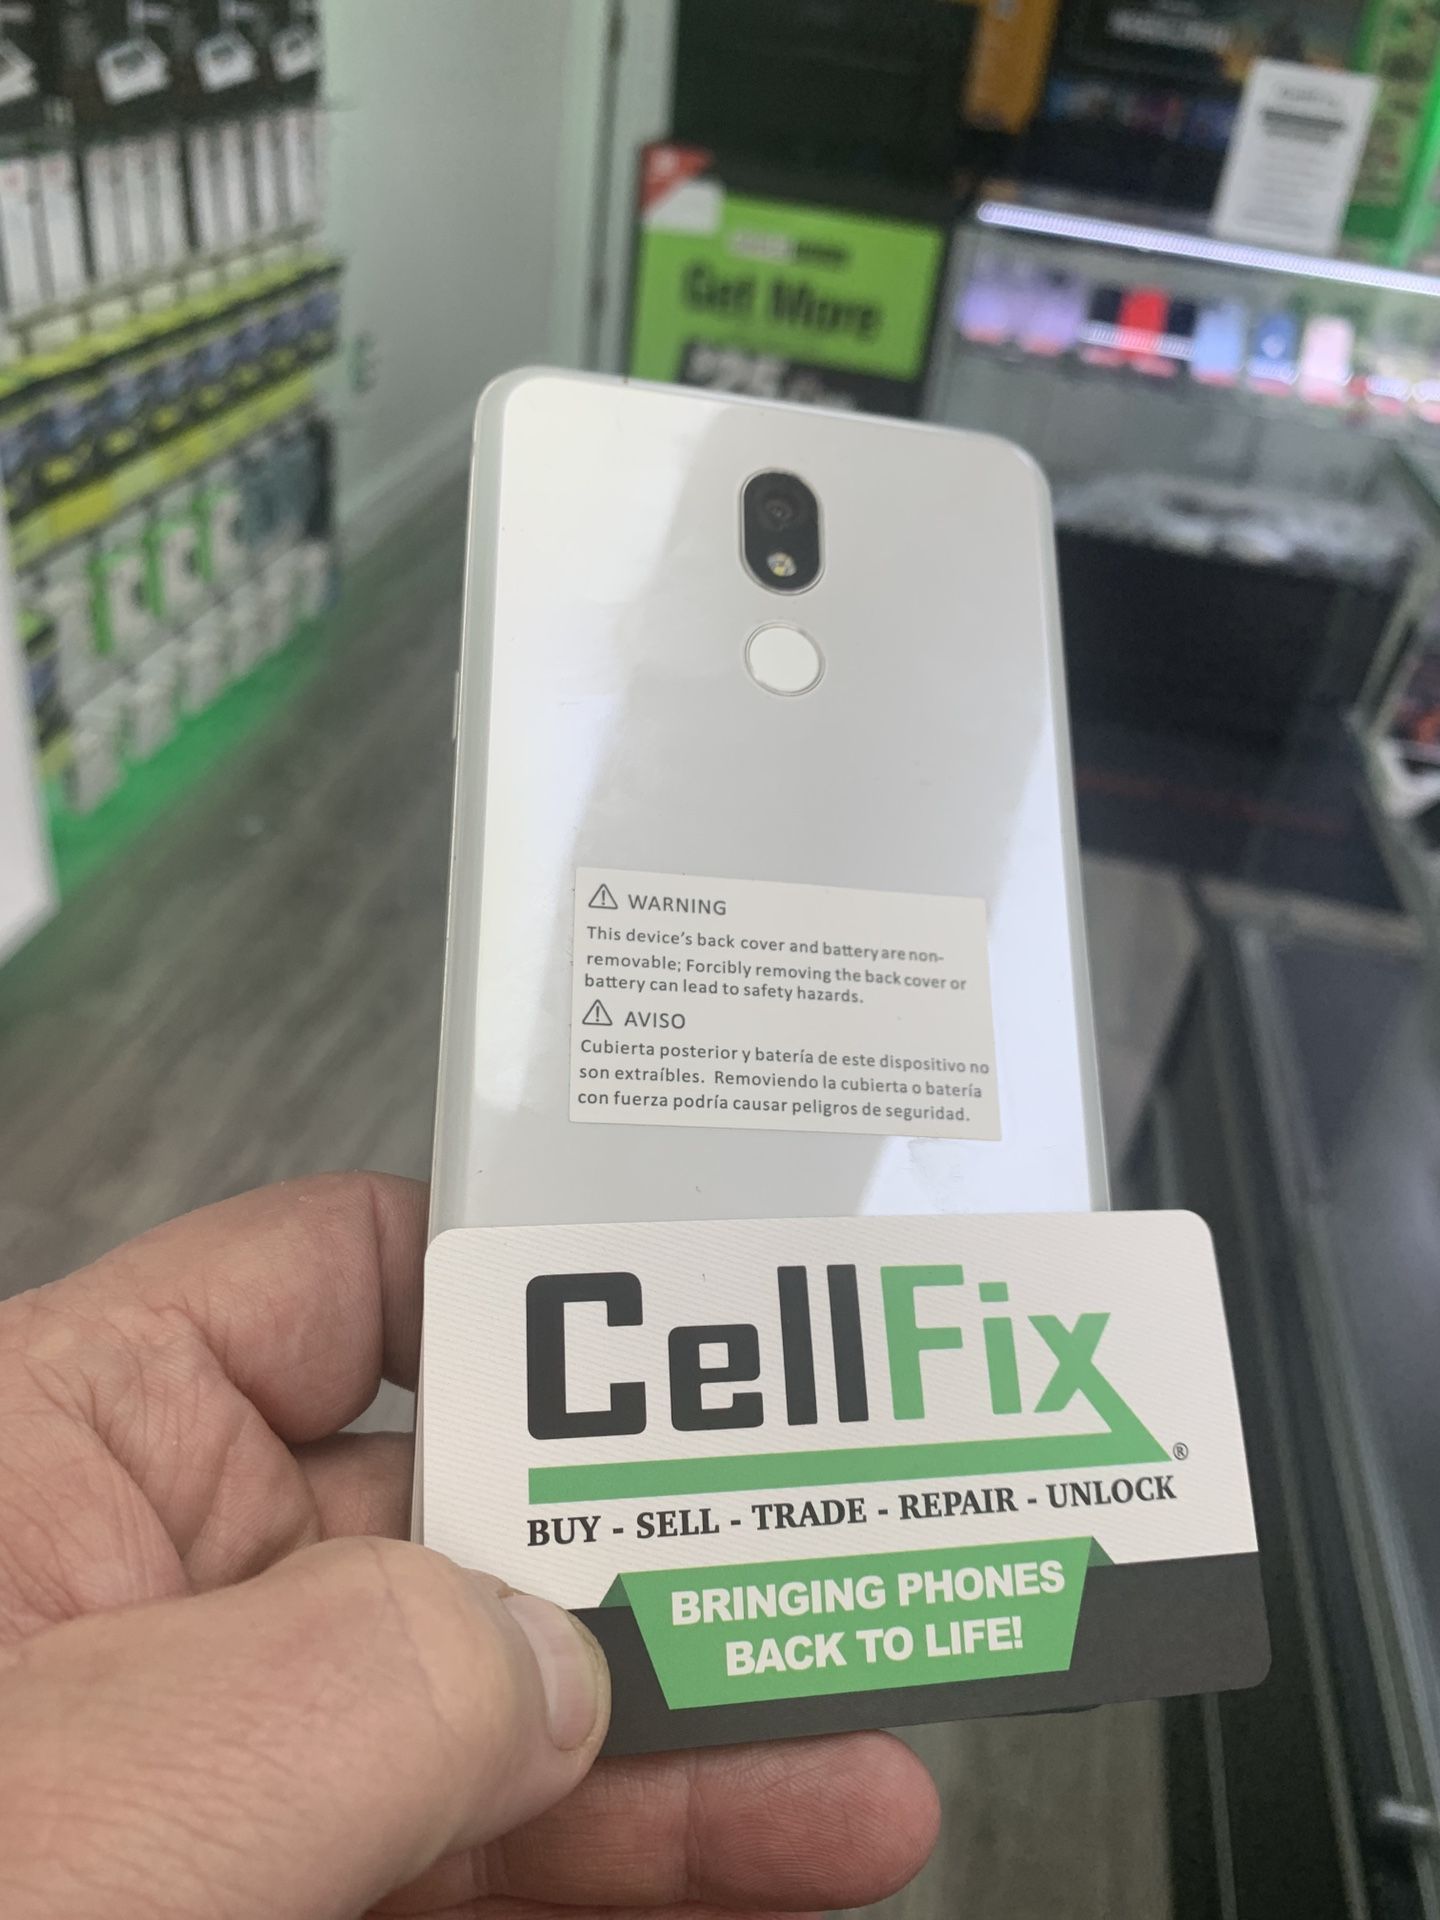 Get More
WARNING
This device's back cover and battery are non-
removable; Forcibly removing the back cover or
battery can lead to safety hazards.
AVISO
Cubierta posterior y batería de este dispositivo no
son extraíbles. Removiendo la cubierta o batería
con fuerza podría causar peligros de seguridad.
CellFix®
BUY - SELL - TRADE - REPAIR - UNLOCK
BRINGING PHONES
BACK TO LIFE!